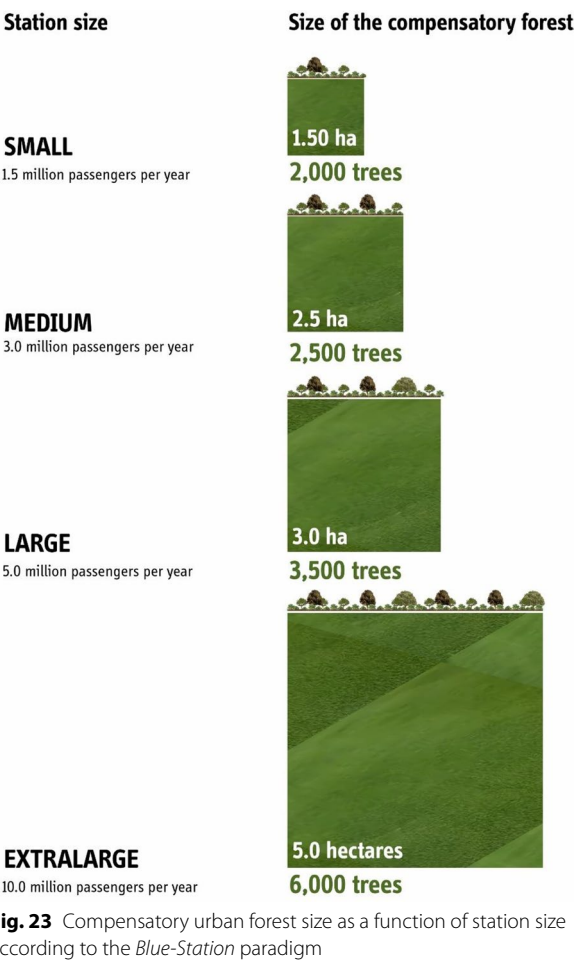 Station size
Size of the compensatory forest
1.50 ha
SMALL
1.5 million passengers per year
2,000 trees
2.5 ha
MEDIUM
3.0 million passengers per year
2,500 trees
3.0 ha
LARGE
5.0 million passengers per year
3,500 trees
5.0 hectares
EXTRALARGE
10.0 million passengers per year
6,000 trees
ig. 23 Compensatory urban forest size as a function of station size
ccording to the Blue-Station paradigm